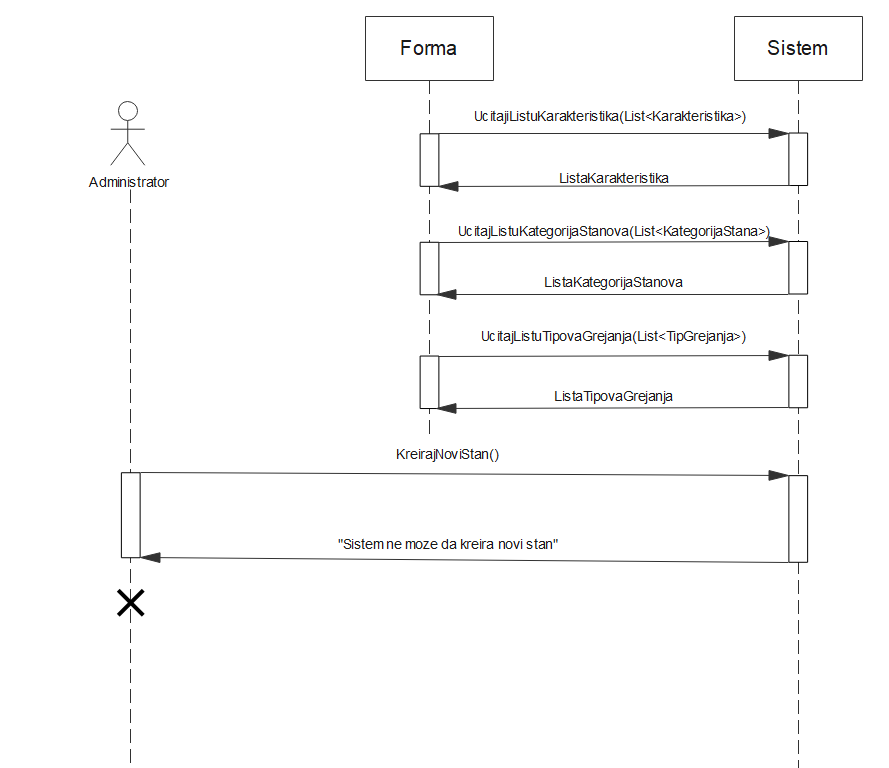 Forma
Sistem
UcitajiListuKarakteristika(List<Karakteristika>)
ListaKarakteristika
Administrator
UcitajListuKategorijaStanova(List<KategorijaStana>)
ListaKategorijaStanova
UcitajListuTipovaGrejanja(List<TipGrejanja>)
ListaTipovaGrejanja
KreirajNoviStan()
"Sistem ne moze da kreira novi stan"